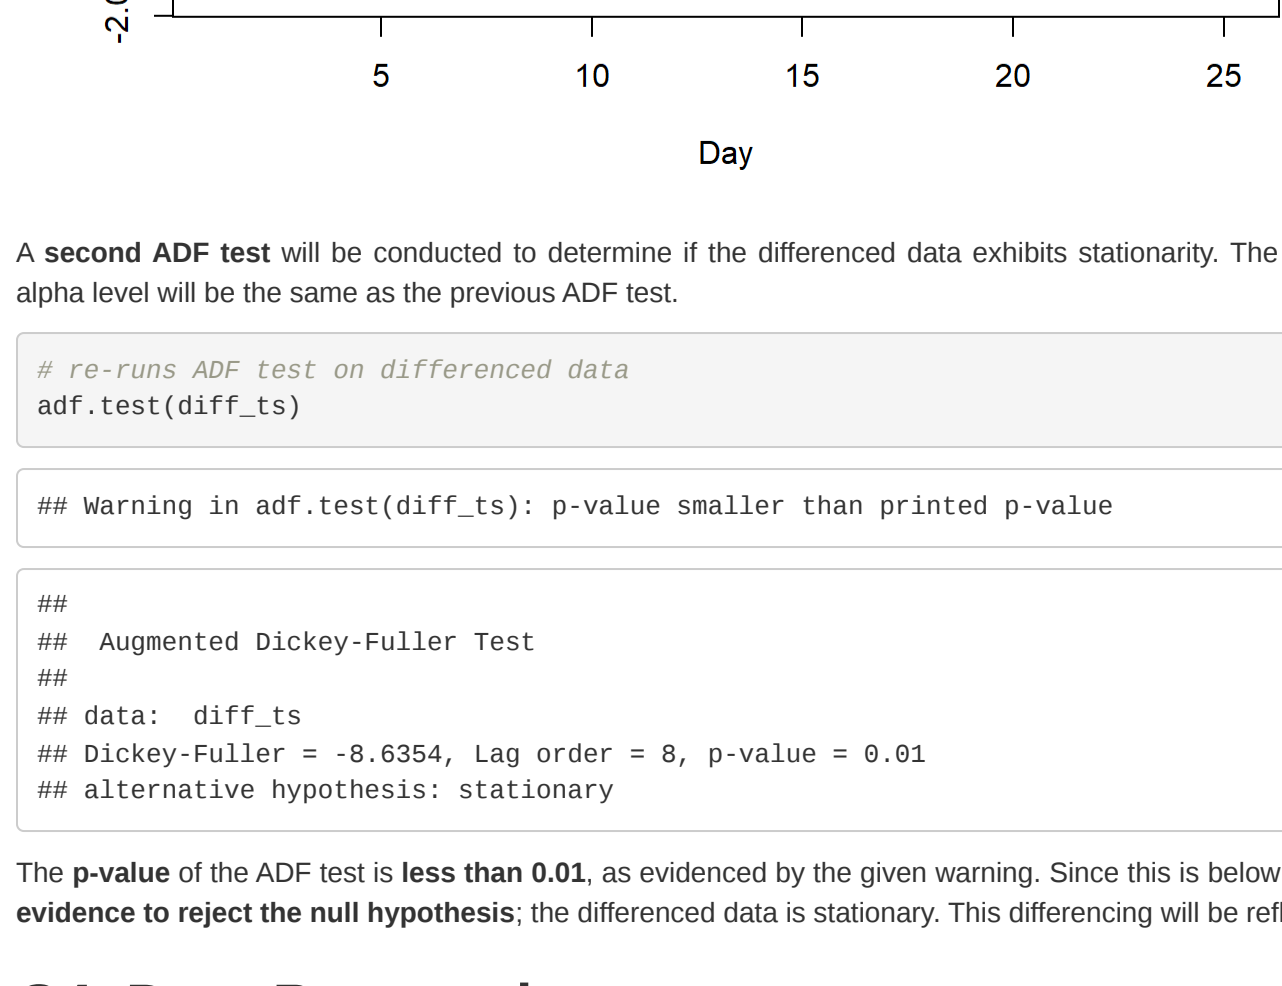 -2.0
5 10 15 20 25
Day
A second ADF test will be conducted to determine if the differenced data exhibits stationarity. The
alpha level will be the same as the previous ADF test.
# re-runs ADF test on differenced data
adf.test(diff_ts)
## Warning in adf.test(diff_ts): p-value smaller than printed p-value
##
##  Augmented Dickey-Fuller Test
##
## data:  diff_ts
## Dickey-Fuller = -8.6354, Lag order = 8, p-value = 0.01
## alternative hypothesis: stationary
The p-value of the ADF test is less than 0.01, as evidenced by the given warning. Since this is below
evidence to reject the null hypothesis; the differenced data is stationary. This differencing will be